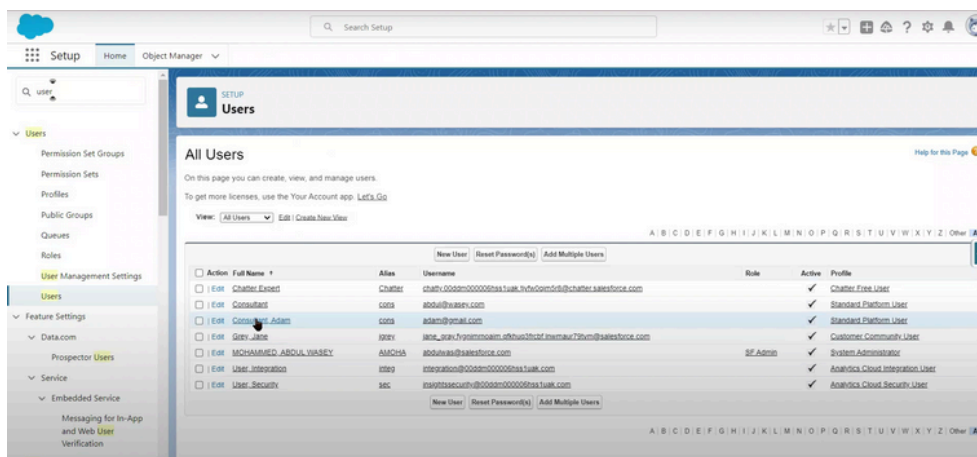 Search Setup
Setup Home Object Manager
user
Users
Permission Set Groups
Permission Sets
Profiles
Public Groups
Queues
Roles
User Management Settings
Users
Feature Settings
Data.com
Prospector Users
Service
Embedded Service
Messaging for In-App
and Web User
Verification
SETUP
Users
All Users
Help for this Page
On this page you can create, view, and manage users.
To get more licenses, use the Your Account app. Let's Go
View: All Users Edit | Create New View
A | B | C | D | E | F | G | H | I | J | K | L | M | N | O | P | Q | R | S | T | U | V | W | X | Y | Z | Other
New User Reset Password(s) Add Multiple Users
Action Full Name ↑ Alias Username Role Active Profile
Edit Chatter Expert Chatter Chatter Free User
Edit Consultant cons abdul@wasey.com Standard Platform User
Edit Consultant, Adam cons adam@gmail.com Standard Platform User
Edit Grey, Jane Customer Community User
Edit MOHAMMED, ABDUL WASEY AMOHA abdulwas@salesforce.com SF Admin System Administrator
Edit User, Integration integ integration@00ddm000006hss1uak.com Analytics Cloud Integration User
Edit User, Security sec insightssecurity@00ddm000006hss1uak.com Analytics Cloud Security User
New User Reset Password(s) Add Multiple Users
A | B | C | D | E | F | G | H | I | J | K | L | M | N | O | P | Q | R | S | T | U | V | W | X | Y | Z | Other